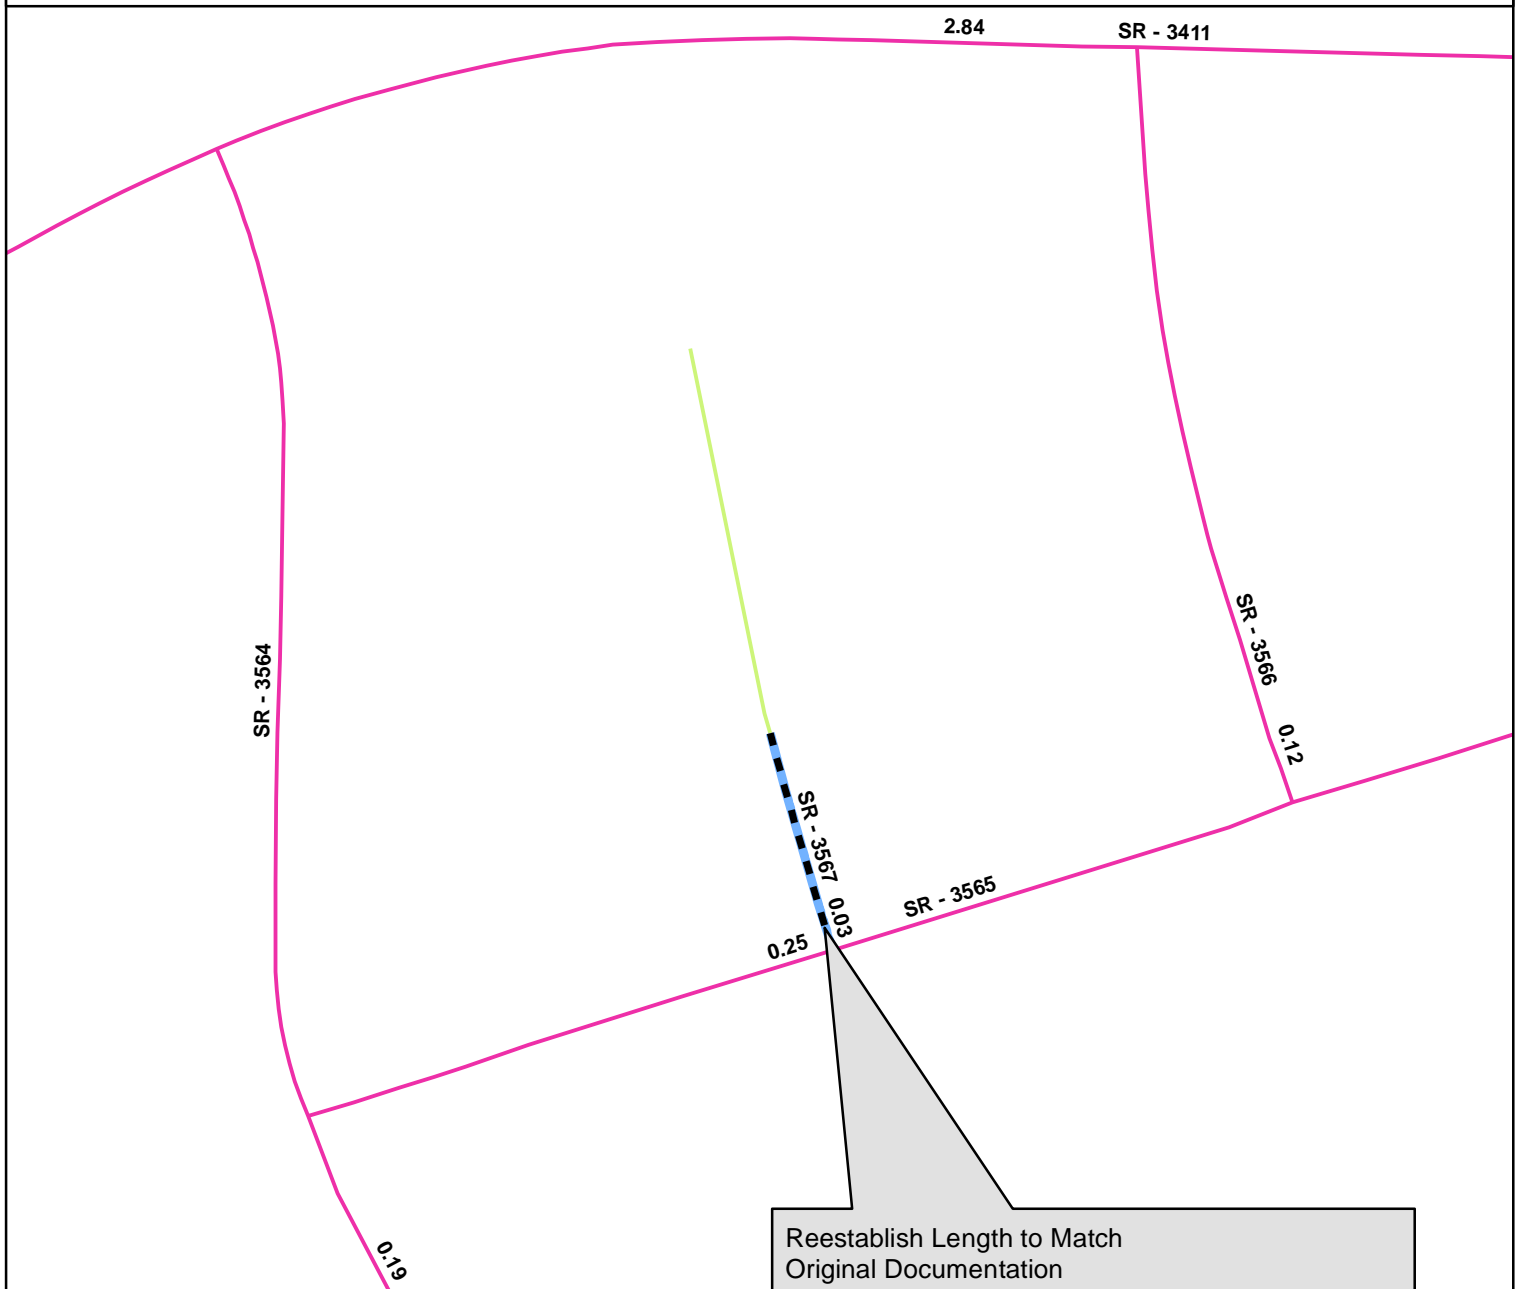 2.84
SR - 3411
SR - 3564
SR - 3566
0.12
SR - 3567
0.03
SR - 3565
0.25
0.19
Reestablish Length to Match
Original Documentation